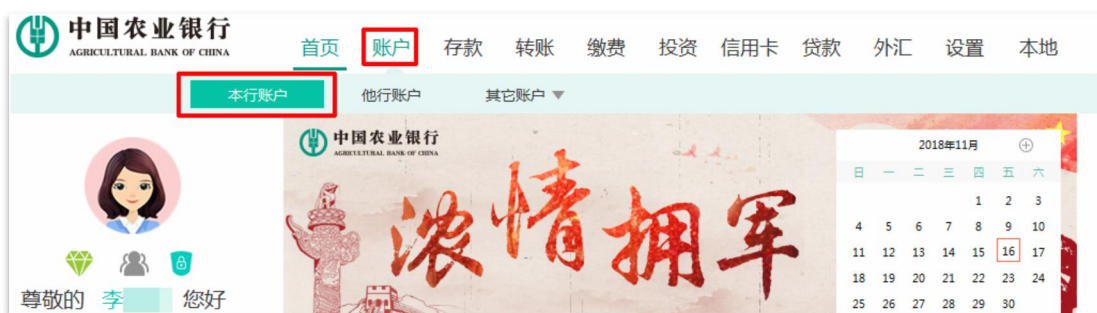 中国农业银行
AGRICULTURAL BANK OF CHINA
首页 账户 存款 转账 缴费 投资 信用卡 贷款 外汇 设置 本地
本行账户 他行账户 其它账户 ▼
中国农业银行
AGRICULTURAL BANK OF CHINA
浓情拥军
2018年11月
日 一 二 三 四 五 六
1 2 3
4 5 6 7 8 9 10
11 12 13 14 15 16 17
18 19 20 21 22 23 24
25 26 27 28 29 30
尊敬的 李 您好